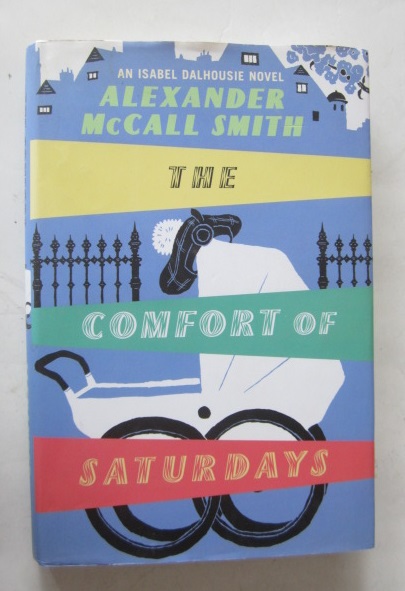 AN ISABEL DALHOUSIE NOVEL
ALEXANDER
McCALL SMITH
THE
COMFORT OF
SATURDAYS